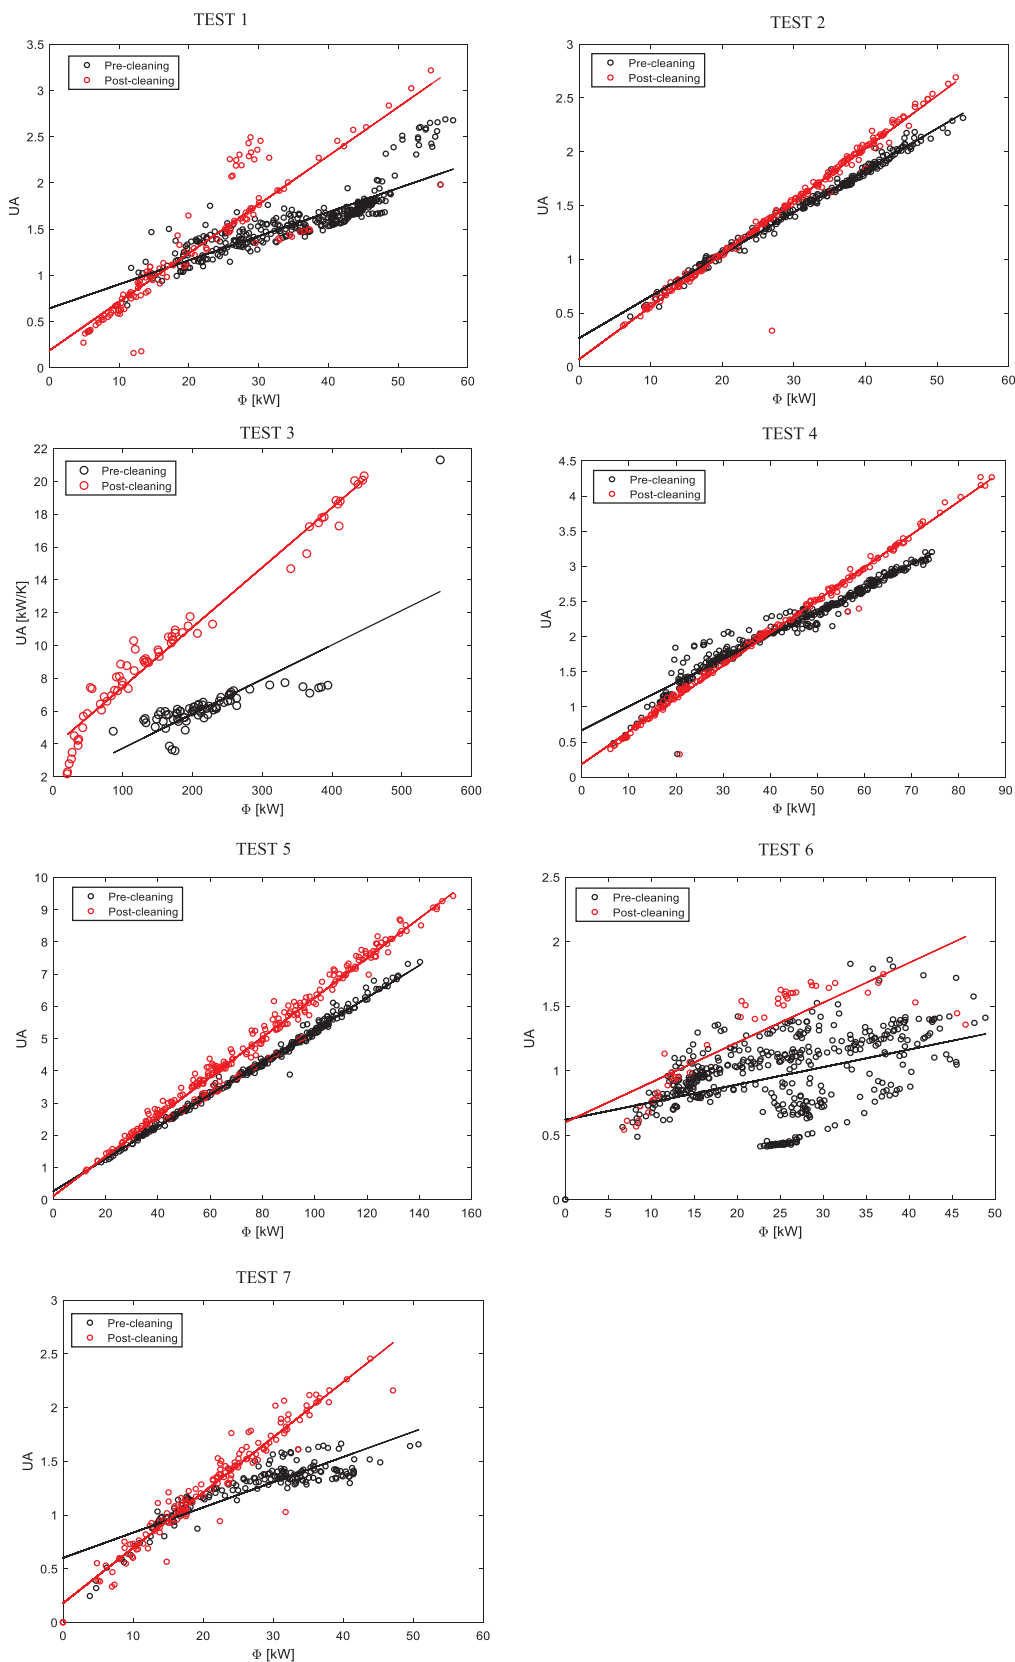 TEST 1
3.5
Pre-cleaning
Post-cleaning
3
2.5
2
1.5
1
0.5
0
UA
0 10 20 30 40 50 60
Φ [kW]
TEST 2
3
Pre-cleaning
Post-cleaning
2.5
2
1.5
1
0.5
0
UA
0 10 20 30 40 50 60
Φ [kW]
TEST 3
22
Pre-cleaning
Post-cleaning
20
18
16
14
12
10
8
6
4
2
UA [kW/K]
0 100 200 300 400 500 600
Φ [kW]
TEST 4
4.5
Pre-cleaning
Post-cleaning
4
3.5
3
2.5
2
1.5
1
0.5
0
UA
0 10 20 30 40 50 60 70 80 90
Φ [kW]
TEST 5
10
Pre-cleaning
Post-cleaning
9
8
7
6
5
4
3
2
1
0
UA
0 20 40 60 80 100 120 140 160
Φ [kW]
TEST 6
2.5
Pre-cleaning
Post-cleaning
2
1.5
1
0.5
0
UA
0 5 10 15 20 25 30 35 40 45 50
Φ [kW]
TEST 7
3
Pre-cleaning
Post-cleaning
2.5
2
1.5
1
0.5
0
UA
0 10 20 30 40 50 60
Φ [kW]